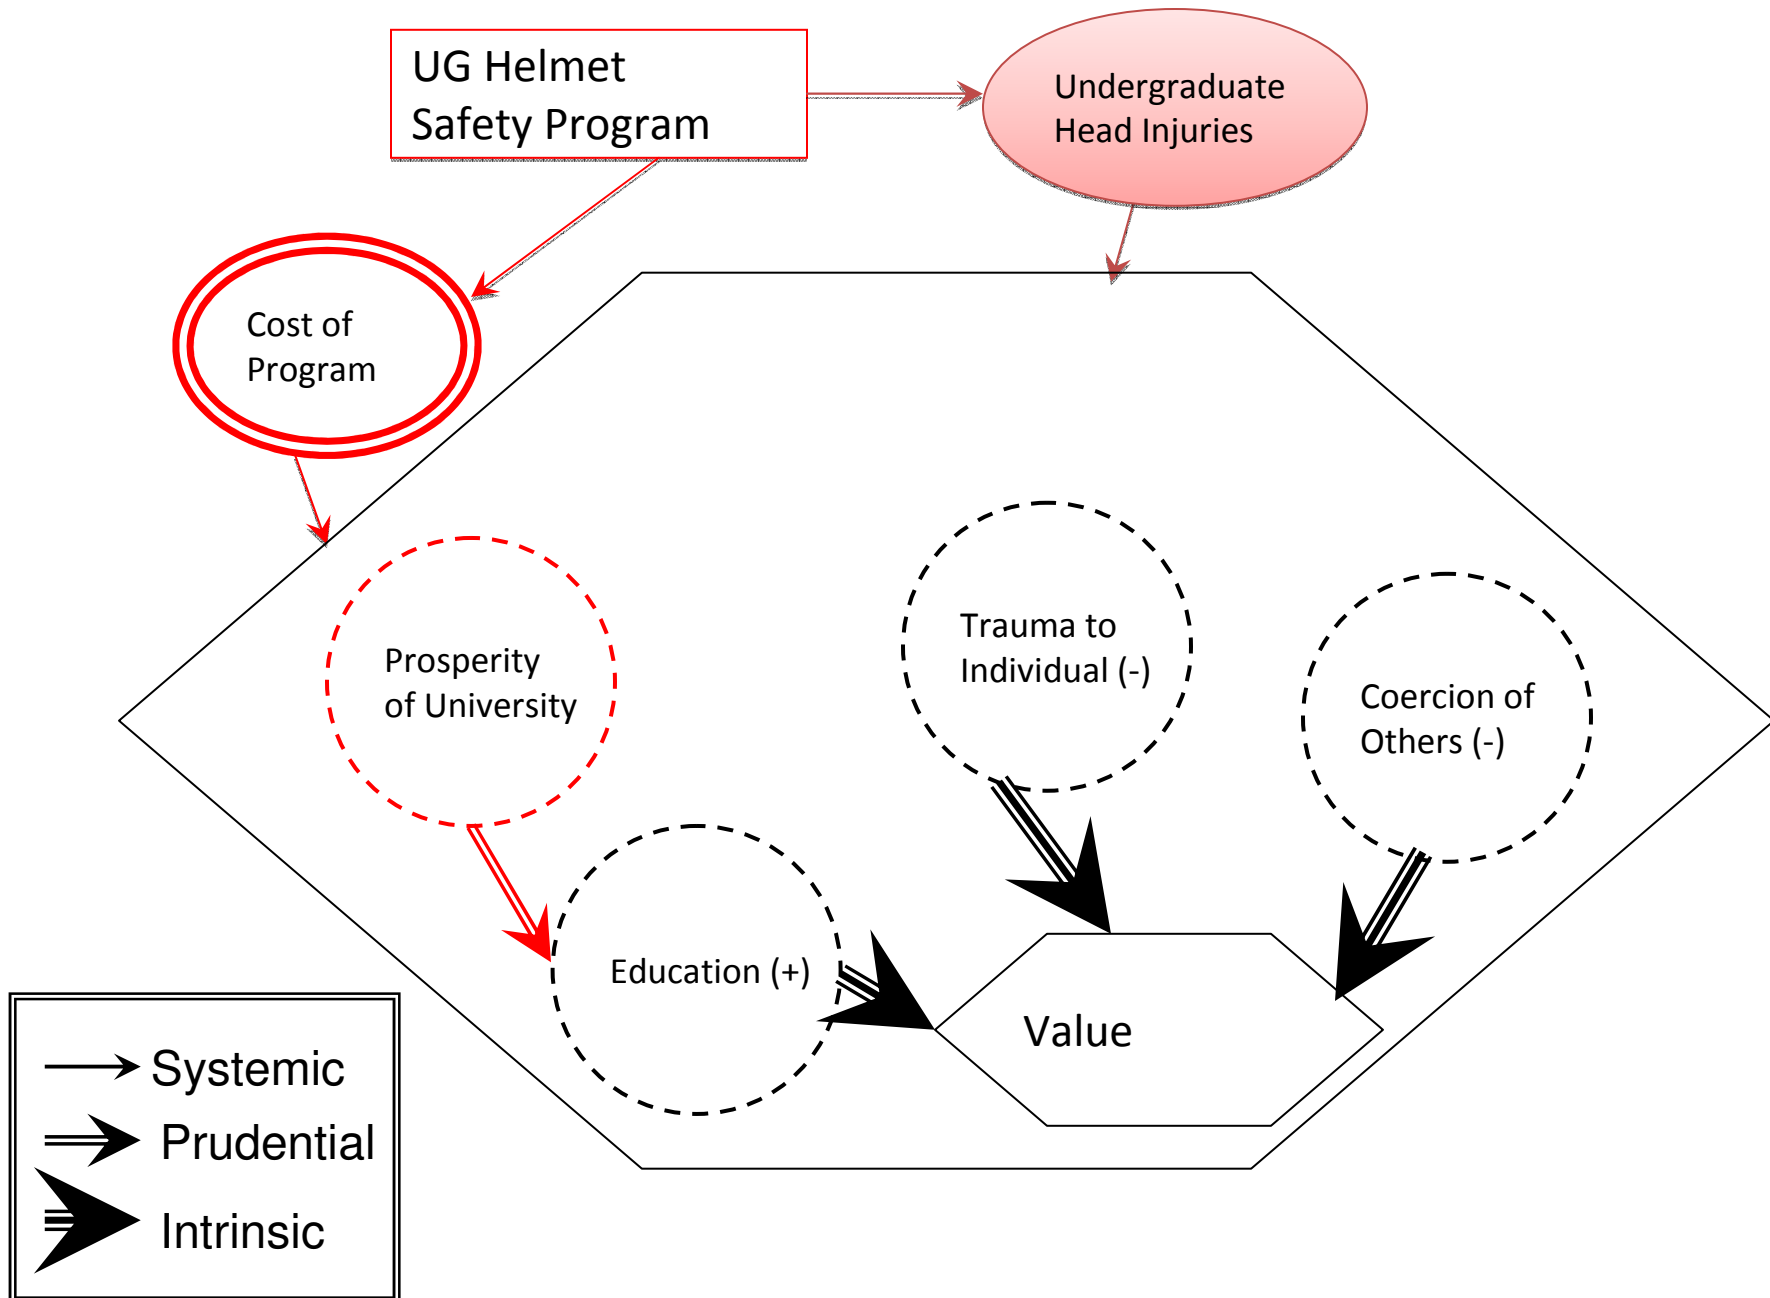 UG Helmet
Safety Program
Undergraduate
Head Injuries
Cost of
Program
Prosperity
of University
Trauma to
Individual (-)
Coercion of
Others (-)
Education (+)
Value
Systemic
Prudential
Intrinsic